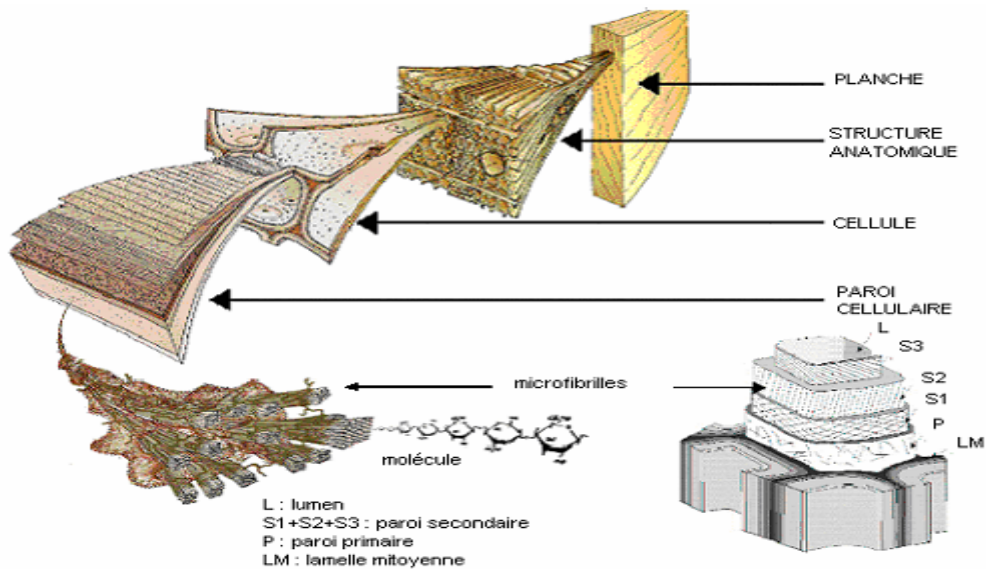 PLANCHE
STRUCTURE
ANATOMIQUE
CELLULE
PAROI
CELLULAIRE
L
S3
microfibrilles
S2
S1
P
LM
molécule
L : lumen
S1+S2+S3 : paroi secondaire
P : paroi primaire
LM : lamelle mitoyenne